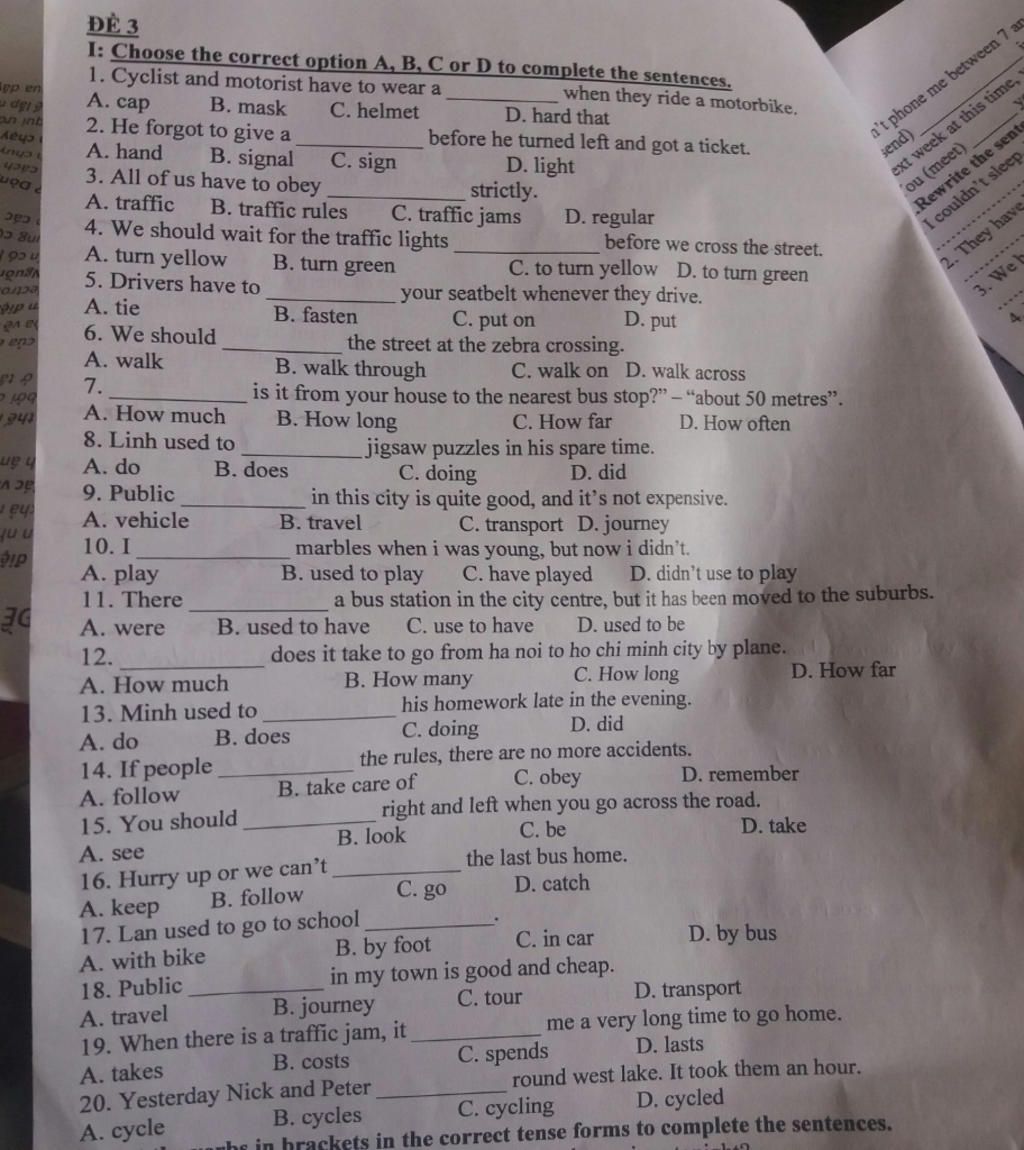 ĐỀ 3
I: Choose the correct option A, B, C or D to complete the sentences.
1. Cyclist and motorist have to wear a __________ when they ride a motorbike.
A. cap B. mask C. helmet D. hard that
2. He forgot to give a __________ before he turned left and got a ticket.
A. hand B. signal C. sign D. light
3. All of us have to obey __________ strictly.
A. traffic B. traffic rules C. traffic jams D. regular
4. We should wait for the traffic lights __________ before we cross the street.
A. turn yellow B. turn green C. to turn yellow D. to turn green
5. Drivers have to __________ your seatbelt whenever they drive.
A. tie B. fasten C. put on D. put
6. We should __________ the street at the zebra crossing.
A. walk B. walk through C. walk on D. walk across
7. __________ is it from your house to the nearest bus stop?” – “about 50 metres”.
A. How much B. How long C. How far D. How often
8. Linh used to __________ jigsaw puzzles in his spare time.
A. do B. does C. doing D. did
9. Public __________ in this city is quite good, and it’s not expensive.
A. vehicle B. travel C. transport D. journey
10. I __________ marbles when i was young, but now i didn’t.
A. play B. used to play C. have played D. didn’t use to play
11. There __________ a bus station in the city centre, but it has been moved to the suburbs.
A. were B. used to have C. use to have D. used to be
12. __________ does it take to go from ha noi to ho chi minh city by plane.
A. How much B. How many C. How long D. How far
13. Minh used to __________ his homework late in the evening.
A. do B. does C. doing D. did
14. If people __________ the rules, there are no more accidents.
A. follow B. take care of C. obey D. remember
15. You should __________ right and left when you go across the road.
A. see B. look C. be D. take
16. Hurry up or we can’t __________ the last bus home.
A. keep B. follow C. go D. catch
17. Lan used to go to school __________.
A. with bike B. by foot C. in car D. by bus
18. Public __________ in my town is good and cheap.
A. travel B. journey C. tour D. transport
19. When there is a traffic jam, it __________ me a very long time to go home.
A. takes B. costs C. spends D. lasts
20. Yesterday Nick and Peter __________ round west lake. It took them an hour.
A. cycle B. cycles C. cycling D. cycled
in brackets in the correct tense forms to complete the sentences.
n’t phone me between 7
end)
ext week at this time,
ou (meet)
Rewrite the
I couldn’t sleep
2. They have
3. We
4.